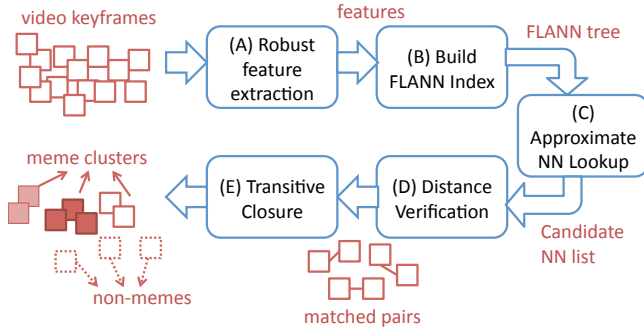 video keyframes
features
(A) Robust
feature
extraction
(B) Build
FLANN Index
FLANN tree
(C)
Approximate
NN Lookup
Candidate
NN list
(D) Distance
Verification
matched pairs
(E) Transitive
Closure
meme clusters
non-memes